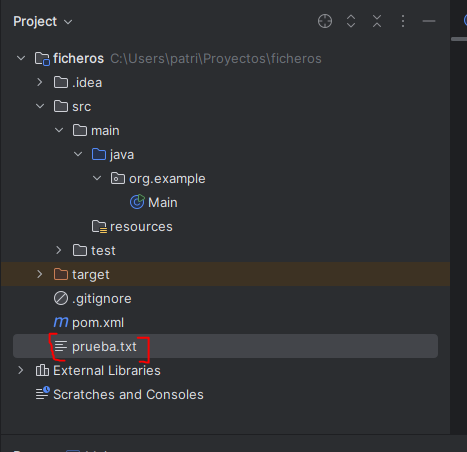 Project
ficheros C:\Users\patri\Proyectos\ficheros
.idea
src
main
java
org.example
Main
resources
test
target
.gitignore
m pom.xml
prueba.txt
External Libraries
Scratches and Consoles